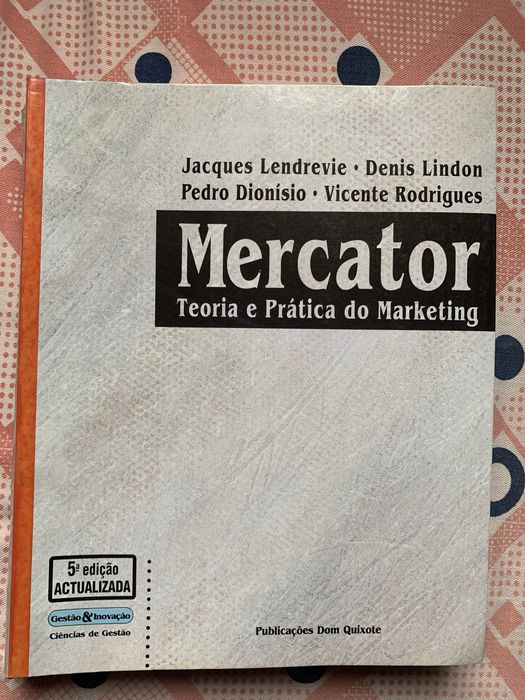 Jacques Lendrevie • Denis Lindon
Pedro Dionísio • Vicente Rodrigues
Mercator
Teoria e Prática do Marketing
5ª edição
ACTUALIZADA
Gestão & Inovação
Ciências de Gestão
Publicações Dom Quixote